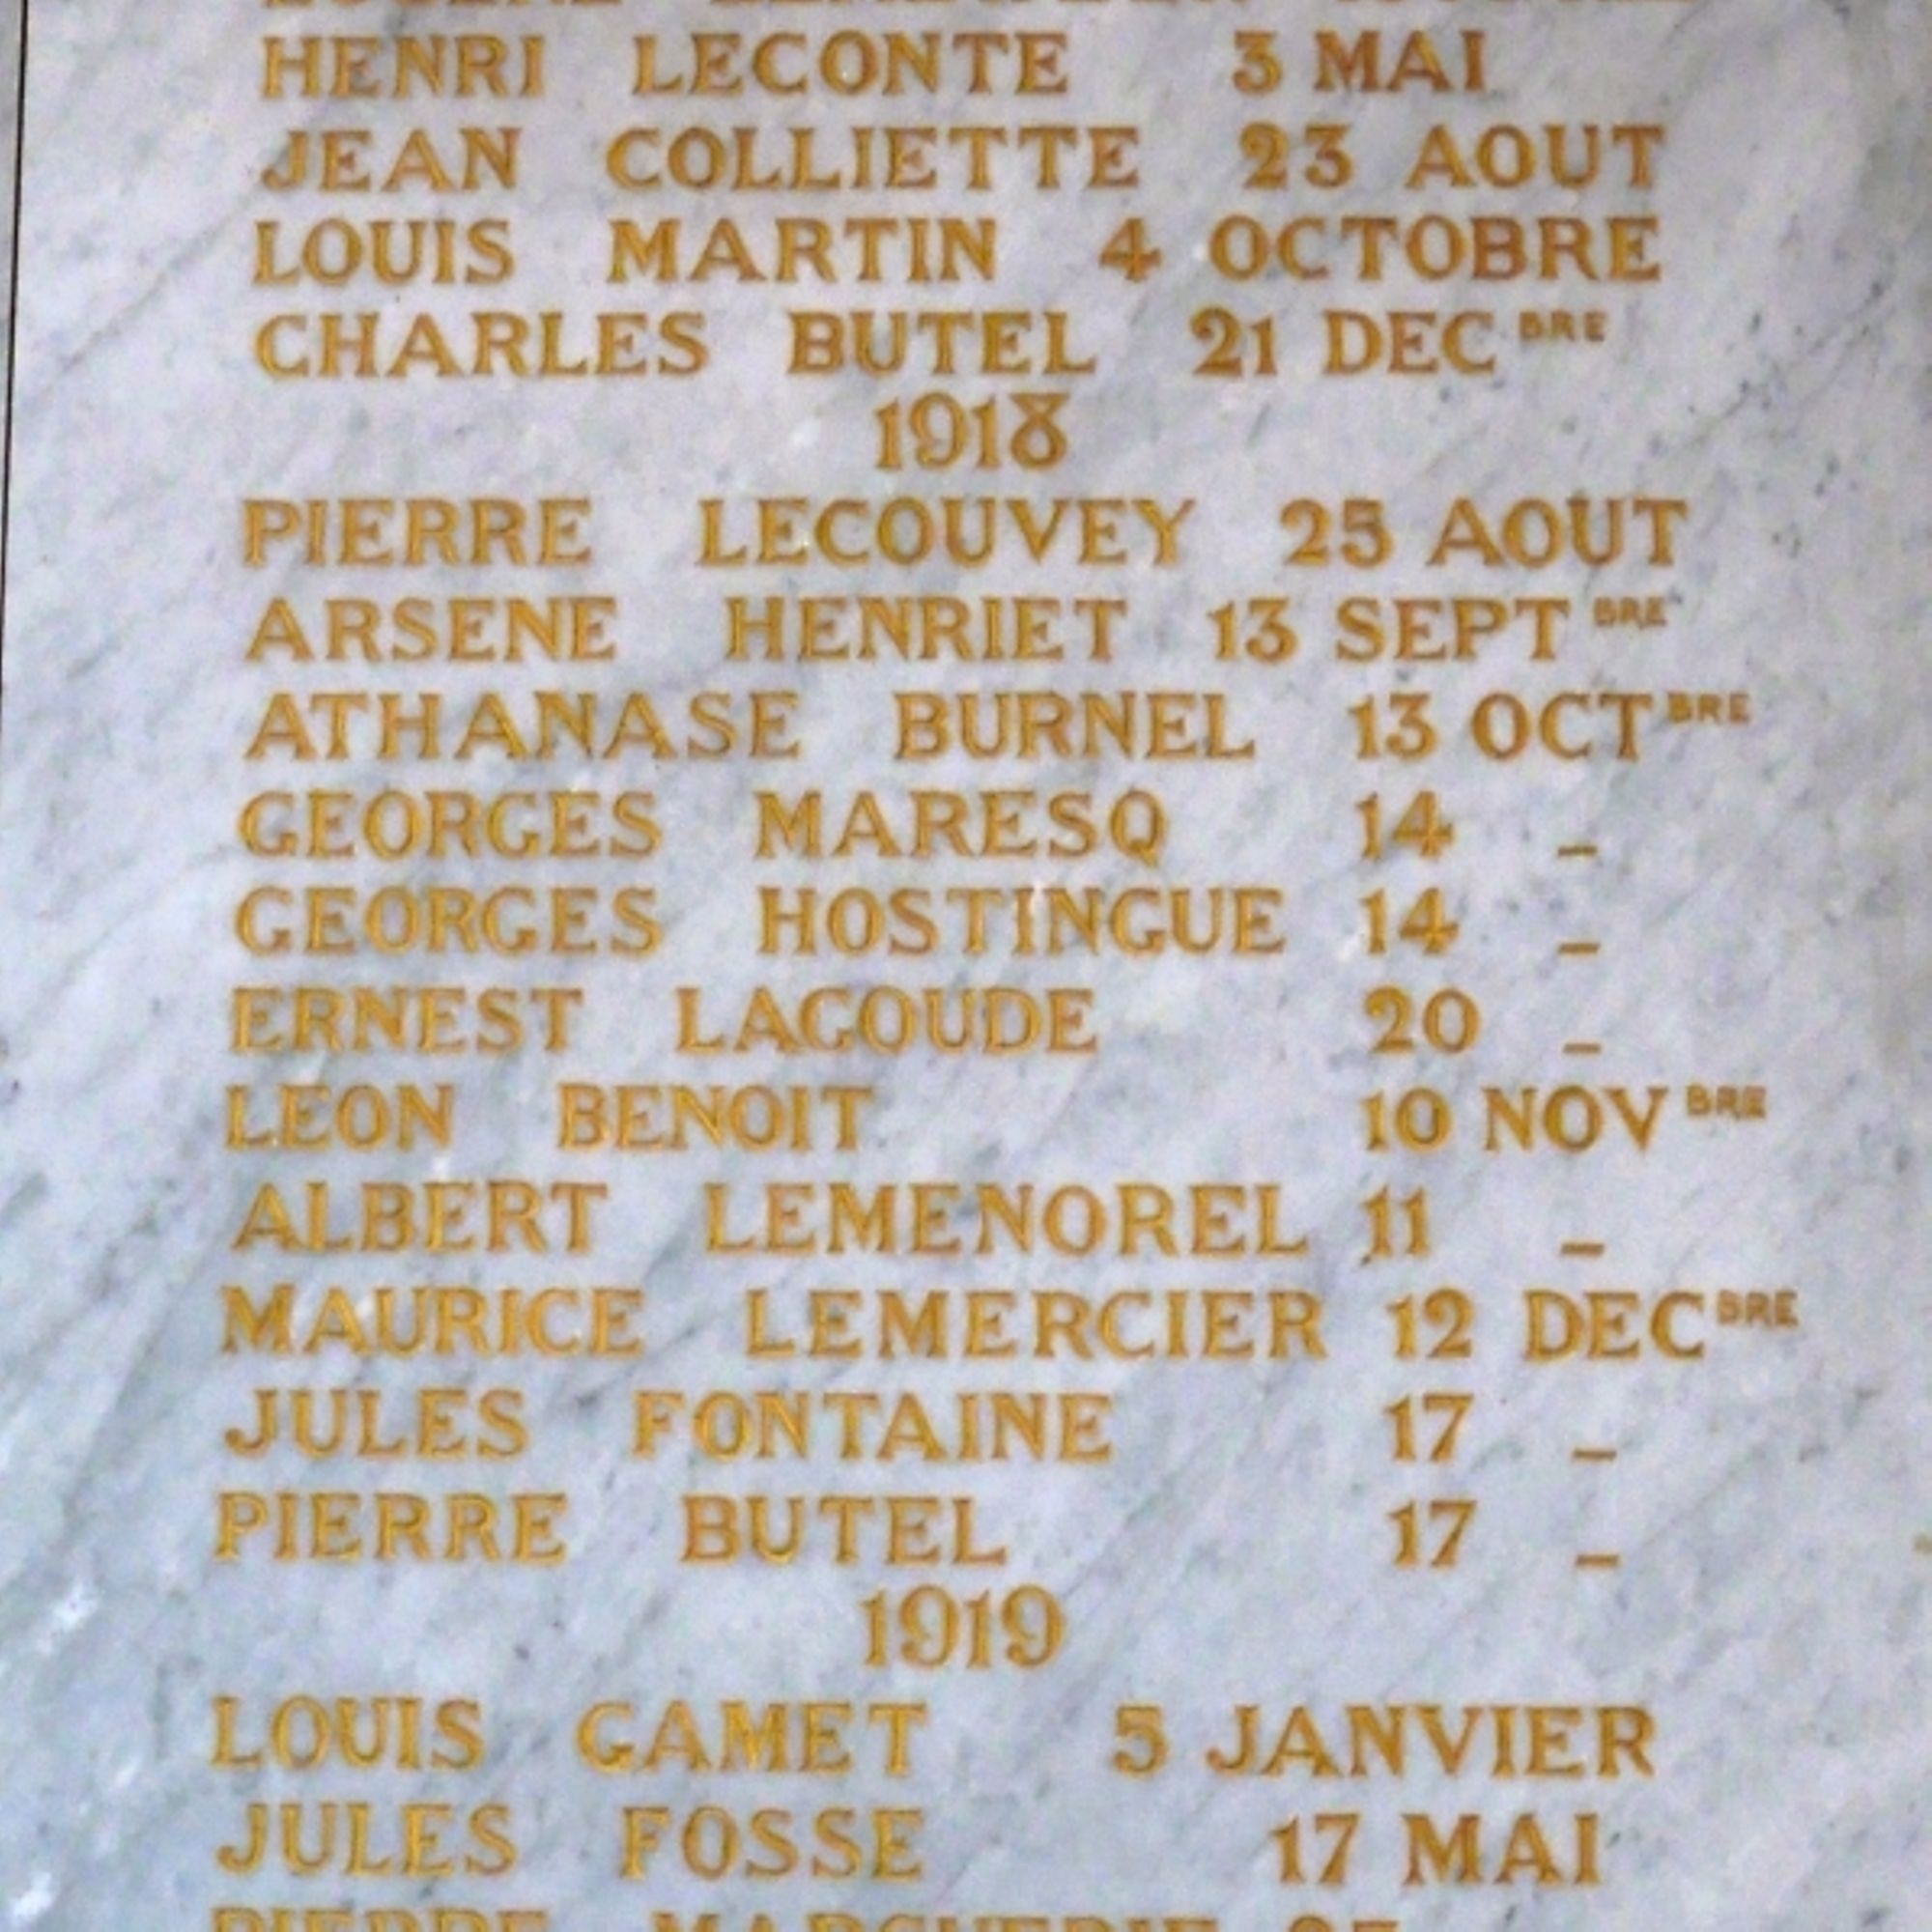 HENRI LECONTE 3 MAI
JEAN COLLIETTE 23 AOUT
LOUIS MARTIN 4 OCTOBRE
CHARLES BUTEL 21 DECBRE
1918
PIERRE LECOUVEY 25 AOUT
ARSENE HENRIET 13 SEPTBRE
ATHANASE BURNEL 13 OCTBRE
GEORGES MARESQ 14 _
GEORGES HOSTINGUE 14 _
ERNEST LAGOUDE 20 _
LEON BENOIT 10 NOVBRE
ALBERT LEMENOREL 11 _
MAURICE LEMERCIER 12 DECBRE
JULES FONTAINE 17 _
PIERRE BUTEL 17 _
1919
LOUIS GAMET 5 JANVIER
JULES FOSSE 17 MAI